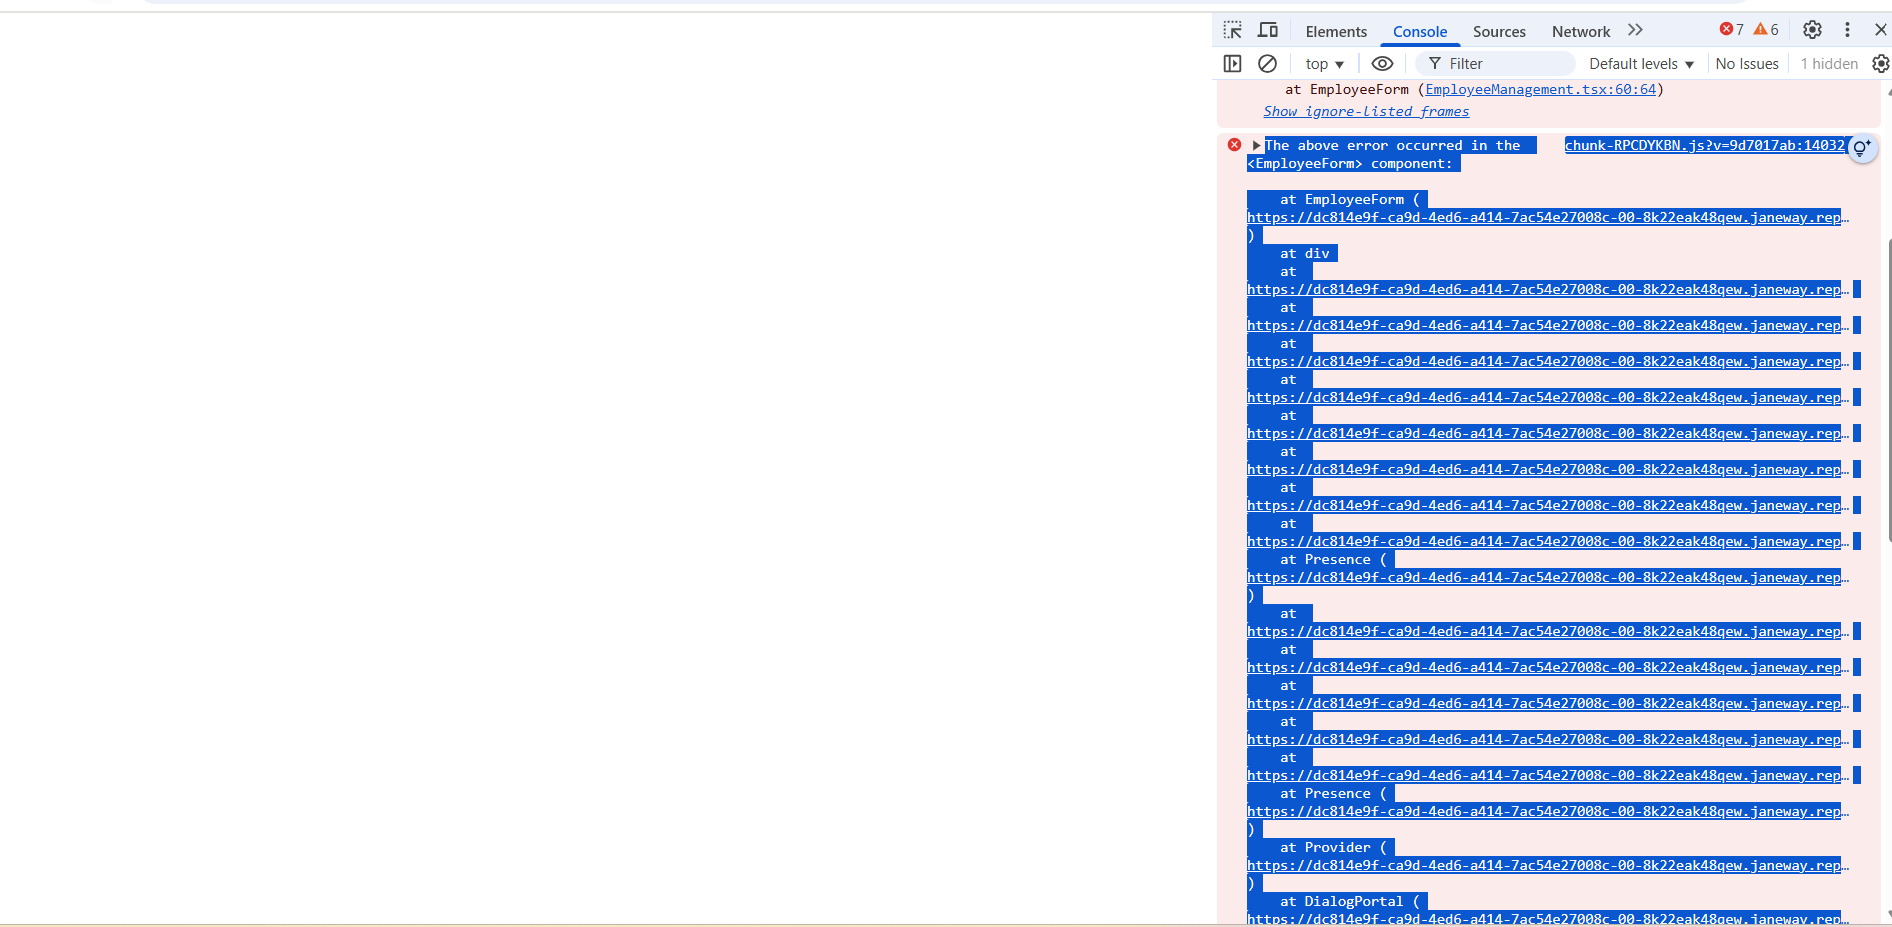 Elements Console Sources Network 7 6
top Filter Default levels No Issues 1 hidden
at EmployeeForm (EmployeeManagement.tsx:60:64)
Show ignore-listed frames
The above error occurred in the chunk-RPCDYKBN.js?v=9d7017ab:14032
<EmployeeForm> component:
at EmployeeForm (
https://dc814e9f-ca9d-4ed6-a414-7ac54e27008c-00-8k22eak48qew.janeway.rep…
)
at div
at
https://dc814e9f-ca9d-4ed6-a414-7ac54e27008c-00-8k22eak48qew.janeway.rep…
at
https://dc814e9f-ca9d-4ed6-a414-7ac54e27008c-00-8k22eak48qew.janeway.rep…
at
https://dc814e9f-ca9d-4ed6-a414-7ac54e27008c-00-8k22eak48qew.janeway.rep…
at
https://dc814e9f-ca9d-4ed6-a414-7ac54e27008c-00-8k22eak48qew.janeway.rep…
at
https://dc814e9f-ca9d-4ed6-a414-7ac54e27008c-00-8k22eak48qew.janeway.rep…
at
https://dc814e9f-ca9d-4ed6-a414-7ac54e27008c-00-8k22eak48qew.janeway.rep…
at
https://dc814e9f-ca9d-4ed6-a414-7ac54e27008c-00-8k22eak48qew.janeway.rep…
at
https://dc814e9f-ca9d-4ed6-a414-7ac54e27008c-00-8k22eak48qew.janeway.rep…
at Presence (
https://dc814e9f-ca9d-4ed6-a414-7ac54e27008c-00-8k22eak48qew.janeway.rep…
)
at
https://dc814e9f-ca9d-4ed6-a414-7ac54e27008c-00-8k22eak48qew.janeway.rep…
at
https://dc814e9f-ca9d-4ed6-a414-7ac54e27008c-00-8k22eak48qew.janeway.rep…
at
https://dc814e9f-ca9d-4ed6-a414-7ac54e27008c-00-8k22eak48qew.janeway.rep…
at
https://dc814e9f-ca9d-4ed6-a414-7ac54e27008c-00-8k22eak48qew.janeway.rep…
at
https://dc814e9f-ca9d-4ed6-a414-7ac54e27008c-00-8k22eak48qew.janeway.rep…
at Presence (
https://dc814e9f-ca9d-4ed6-a414-7ac54e27008c-00-8k22eak48qew.janeway.rep…
)
at Provider (
https://dc814e9f-ca9d-4ed6-a414-7ac54e27008c-00-8k22eak48qew.janeway.rep…
)
at DialogPortal (
https://dc814e9f-ca9d-4ed6-a414-7ac54e27008c-00-8k22eak48qew.janeway.rep…